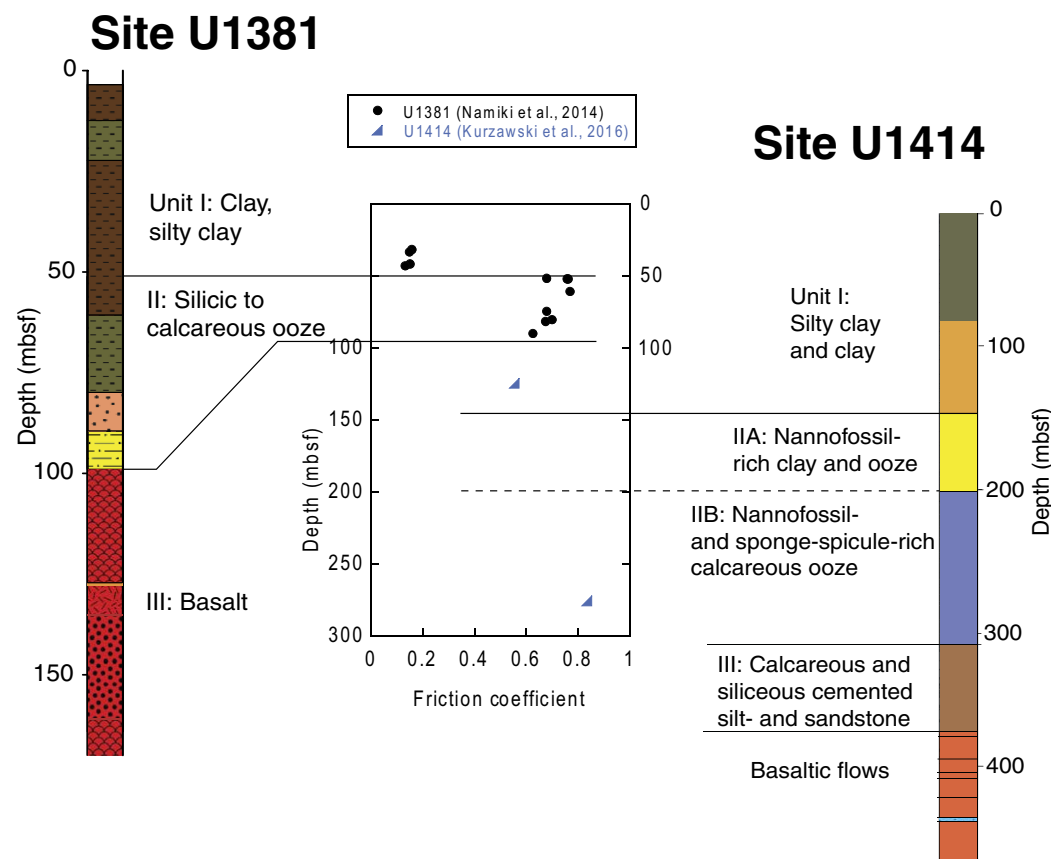 Site U1381
0
50
100
150
Depth (mbsf)
Unit I: Clay,
silty clay
II: Silicic to
calcareous ooze
III: Basalt
U1381 (Namiki et al., 2014)
U1414 (Kurzawski et al., 2016)
0
50
100
100
150
200
250
300
Depth (mbsf)
0
0.2
0.4
0.6
0.8
1
Friction coefficient
Site U1414
Unit I:
Silty clay
and clay
IIA: Nannofossil-
rich clay and ooze
IIB: Nannofossil-
and sponge-spicule-rich
calcareous ooze
III: Calcareous and
siliceous cemented
silt- and sandstone
Basaltic flows
0
100
200
300
400
Depth (mbsf)